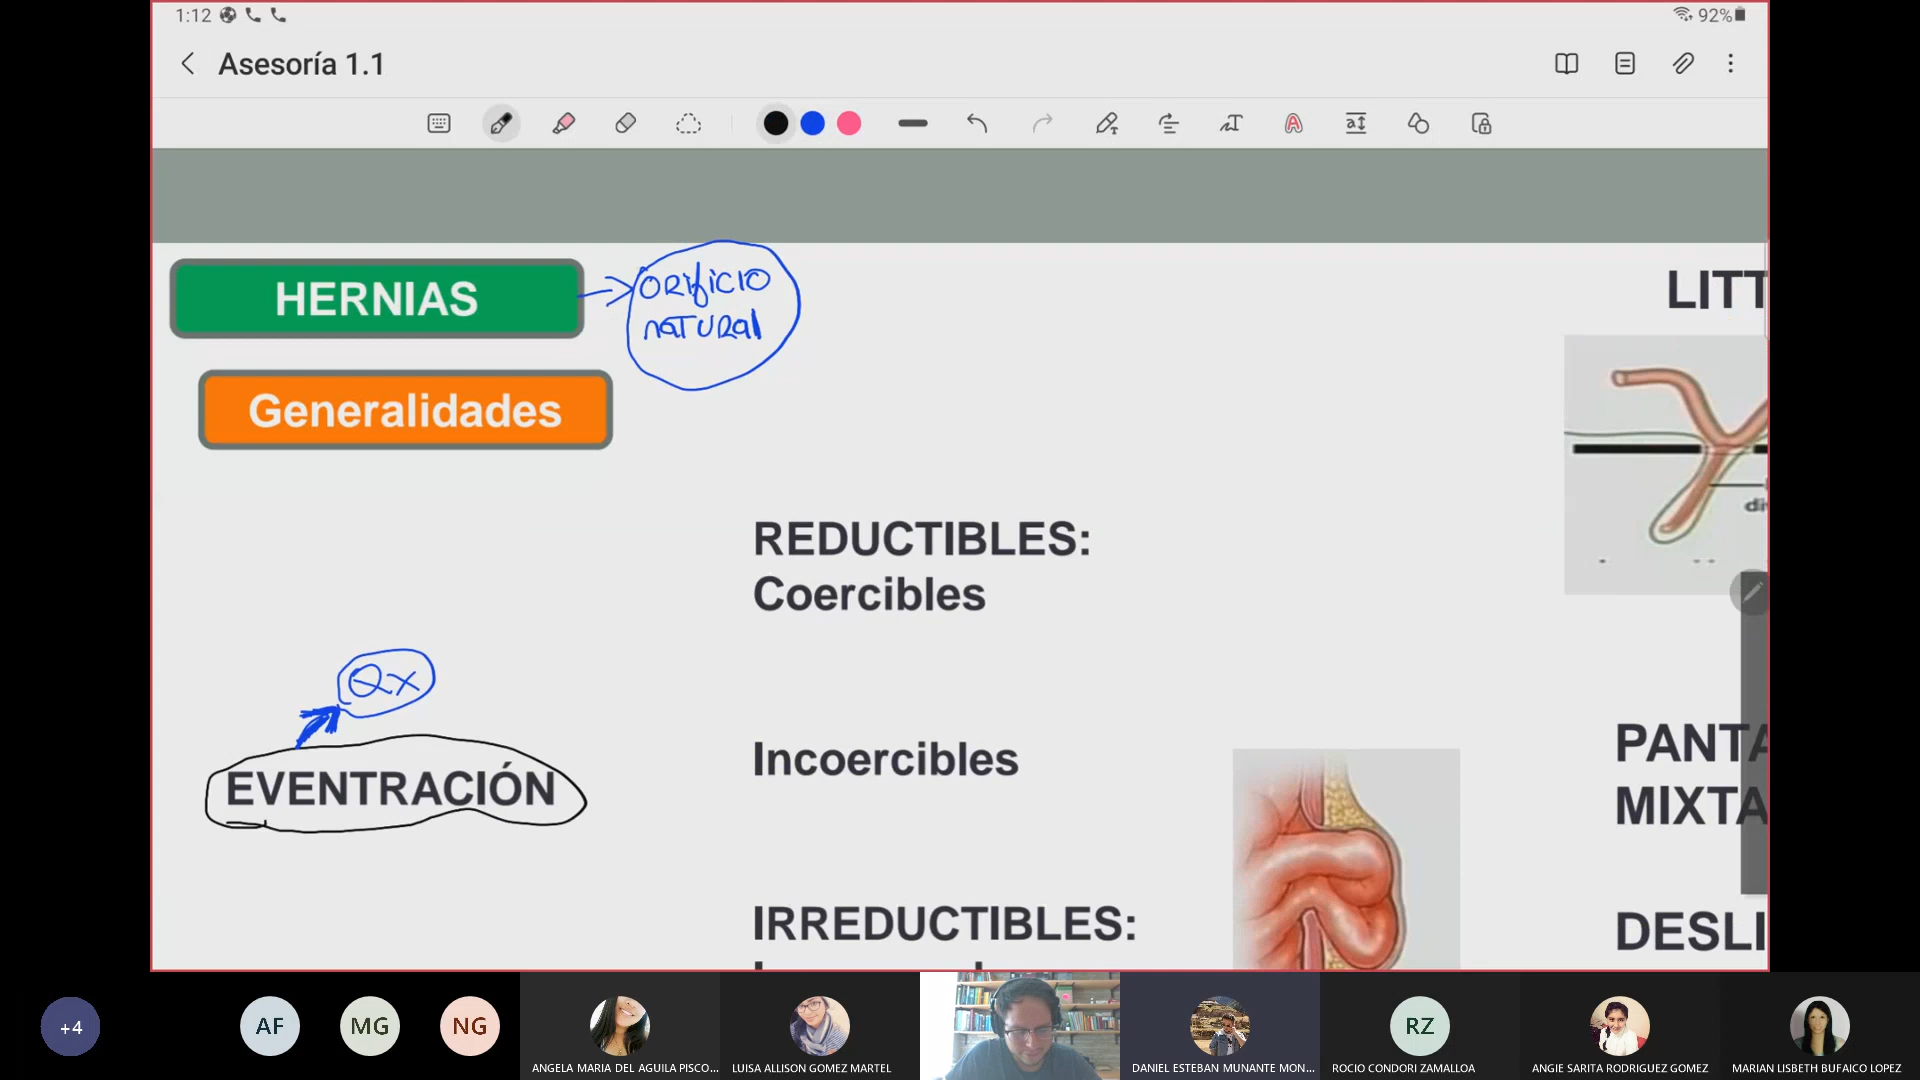 1:12
92%
Asesoría 1.1
HERNIAS
ORificio
naTURal
LITT
Generalidades
di
REDUCTIBLES:
Coercibles
Qx
EVENTRACIÓN
Incoercibles
PANTA
MIXTA
IRREDUCTIBLES:
DESLI
+4
AF
MG
NG
ANGELA MARIA DEL AGUILA PISCO...
LUISA ALLISON GOMEZ MARTEL
DANIEL ESTEBAN MUNANTE MON...
RZ
ROCIO CONDORI ZAMALLOA
ANGIE SARITA RODRIGUEZ GOMEZ
MARIAN LISBETH BUFAICO LOPEZ